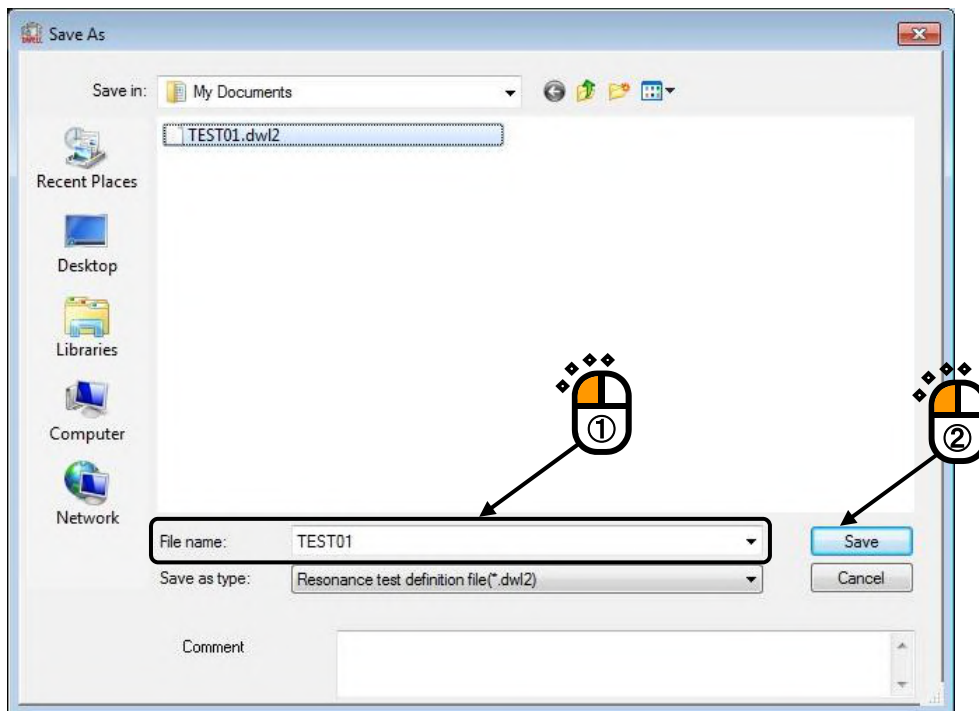 Save As
Save in: My Documents
TEST01.dwl2
Recent Places
Desktop
Libraries
Computer
Network
①
②
File name: TEST01 Save
Save as type: Resonance test definition file(*.dwl2) Cancel
Comment